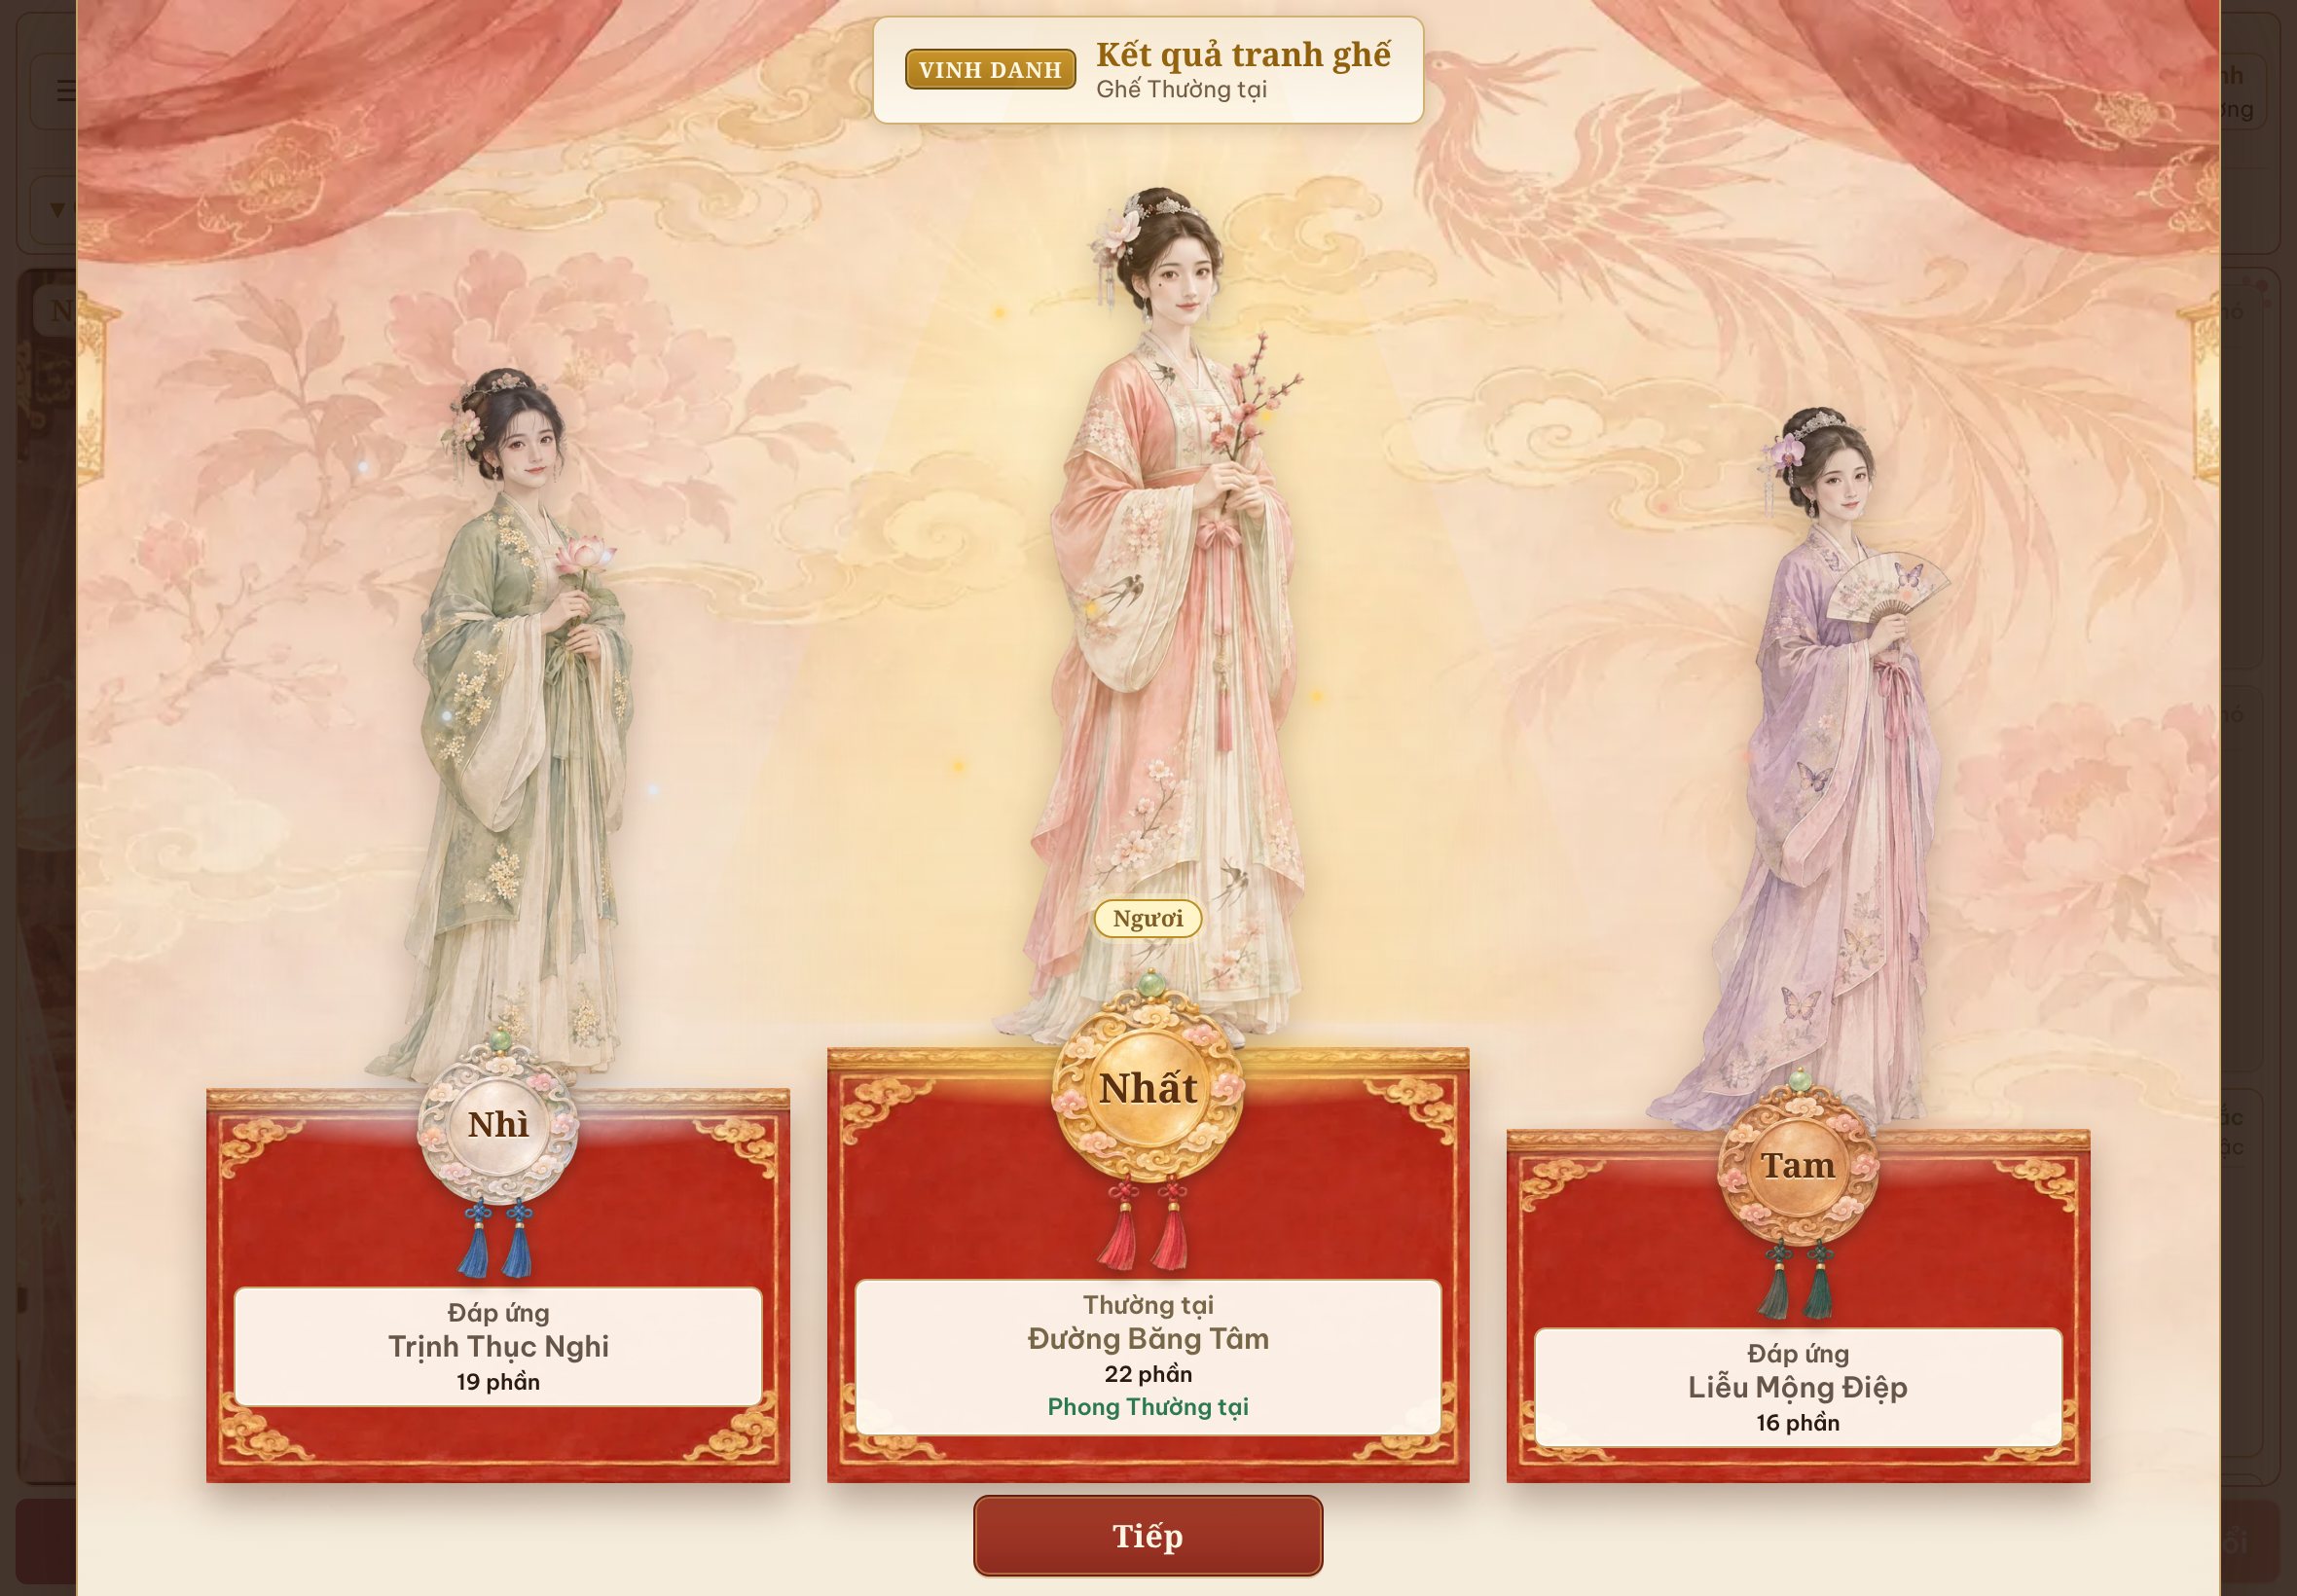 VINH DANH
Kết quả tranh ghế
Ghế Thường tại
Ngươi
Nhì
Đáp ứng
Trịnh Thục Nghi
19 phần
Nhất
Thường tại
Đường Băng Tâm
22 phần
Phong Thường tại
Tam
Đáp ứng
Liễu Mộng Điệp
16 phần
Tiếp